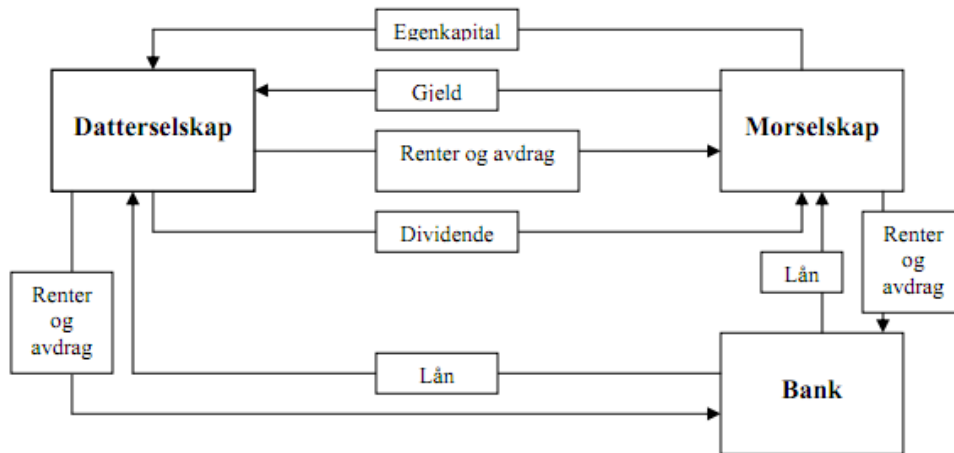 Egenkapital
Gjeld
Datterselskap
Morselskap
Renter og avdrag
Dividende
Renter
og
avdrag
Lån
Renter
og
avdrag
Lån
Bank